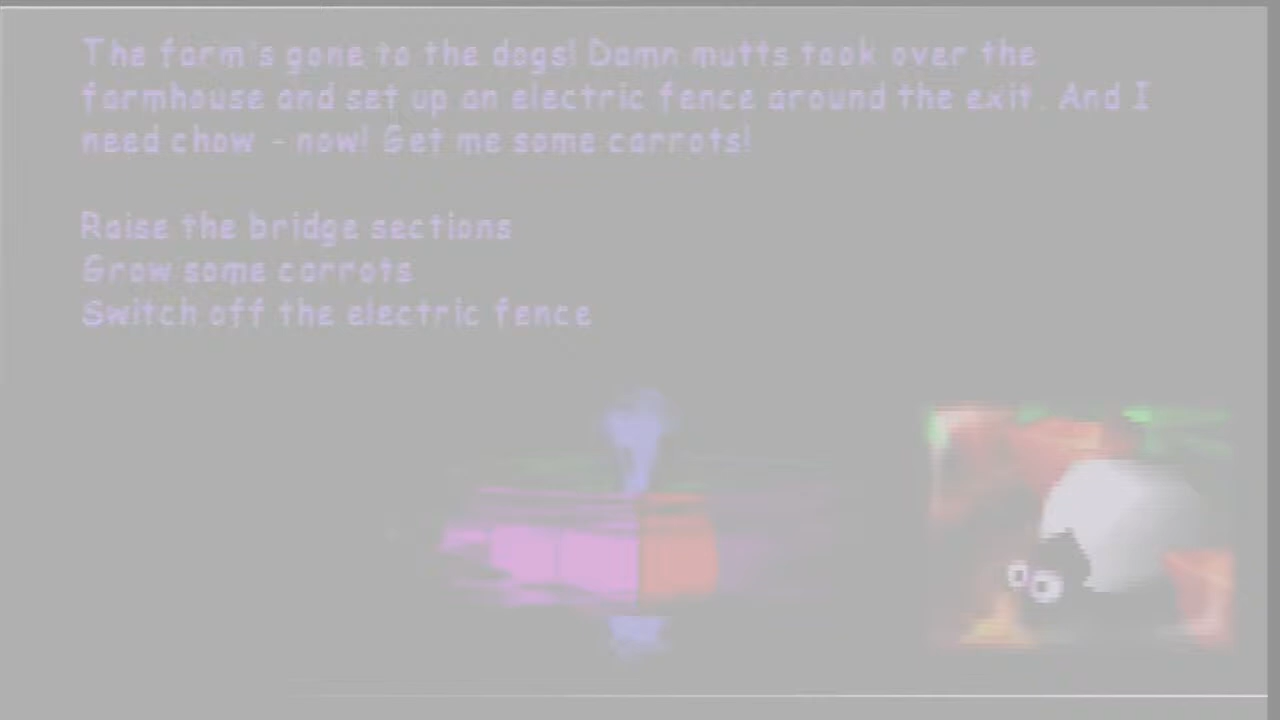 The farm's gone to the dogs! Damn mutts took over the
farmhouse and set up an electric fence around the exit. And I
need chow - now! Get me some carrots!
Raise the bridge sections
Grow some carrots
Switch off the electric fence